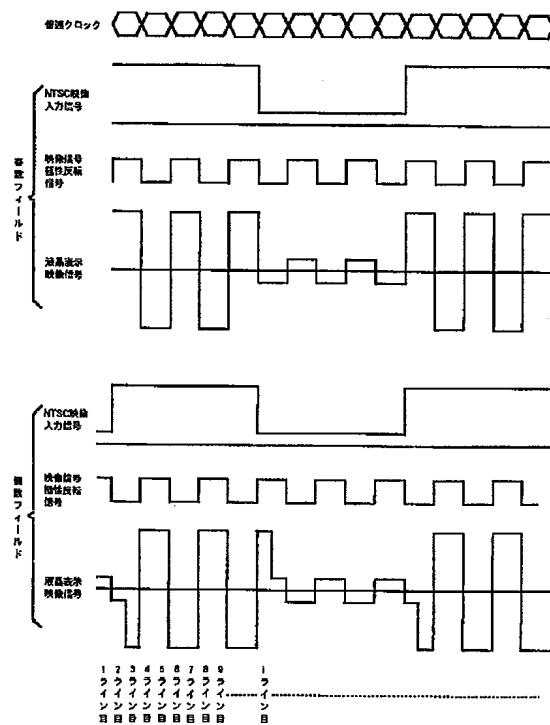 倍速クロック
NTSC映像
入力信号
映像信号
極性反転
信号
液晶表示
映像信号
奇数フィールド
NTSC映像
入力信号
映像信号
極性反転
信号
液晶表示
映像信号
偶数フィールド
1ライン目
2ライン目
3ライン目
4ライン目
5ライン目
6ライン目
7ライン目
8ライン目
9ライン目
iライン目